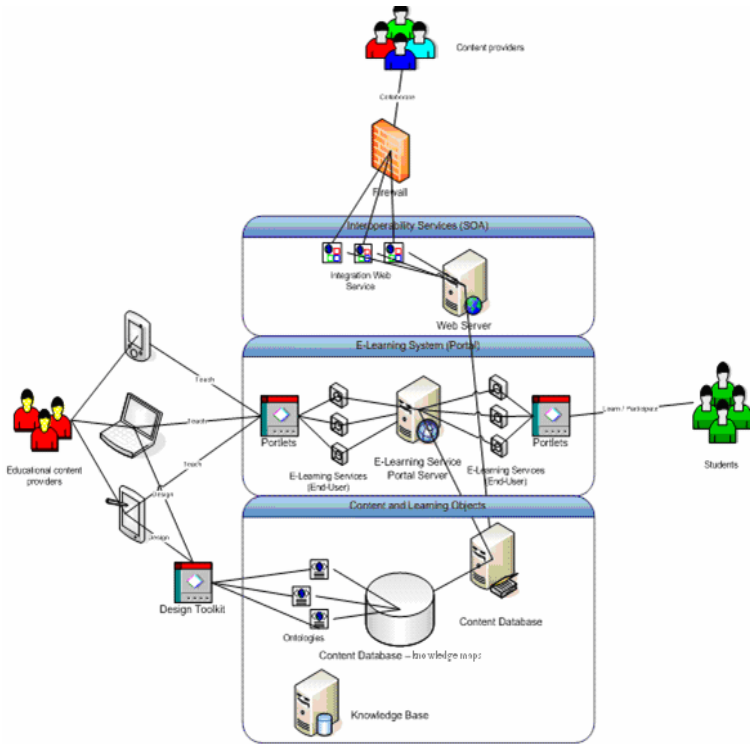 Content providers
Collaborate
Firewall
Interoperability Services (SOA)
Integration Web
Service
Web Server
E-Learning System (Portal)
Teach
Teach
Teach
Learn / Participate
Portlets
Portlets
E-Learning Services
(End-User)
E-Learning Service
Portal Server
E-Learning Services
(End-User)
Educational content
providers
Students
Design
Design
Content and Learning Objects
Design Toolkit
Ontologies
Content Database
Content Database – knowledge maps
Knowledge Base